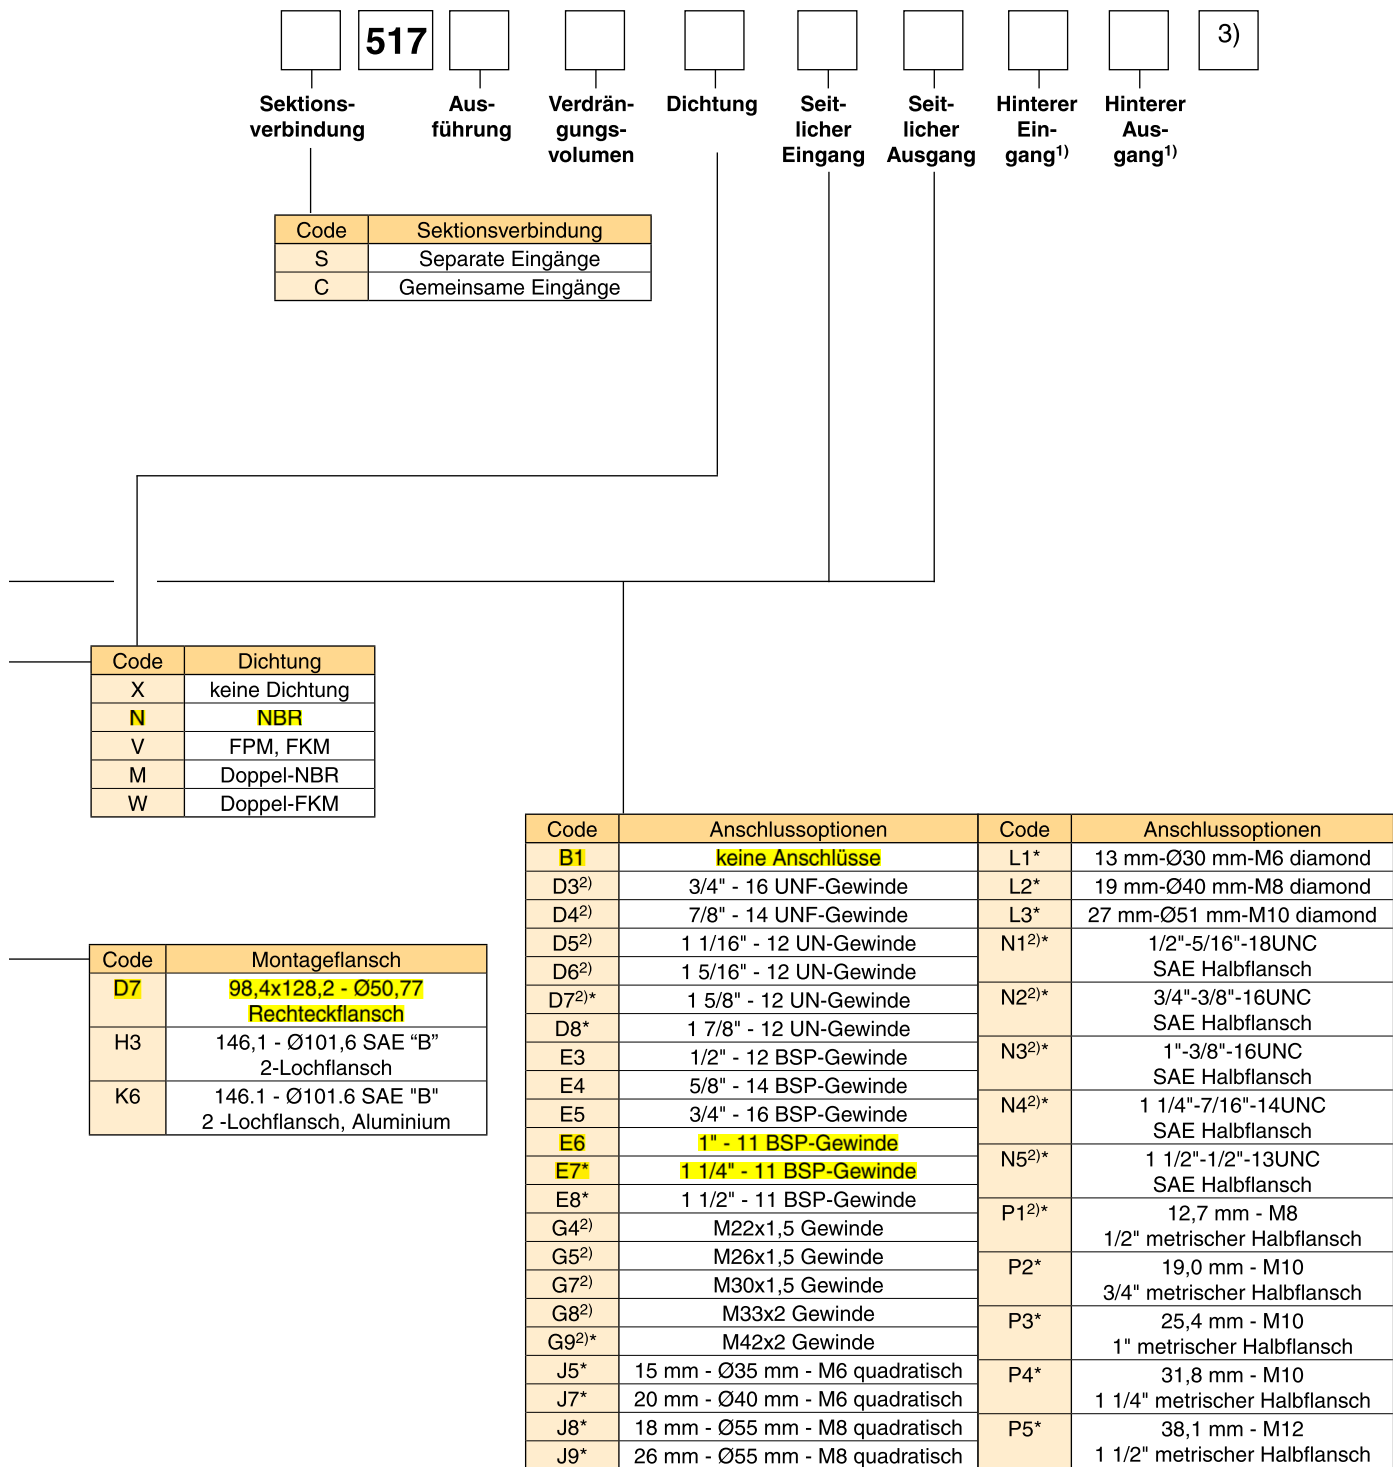 517
3)
Sektions-
verbindung
Aus-
führung
Verdrän-
gungs-
volumen
Dichtung
Seit-
licher
Eingang
Seit-
licher
Ausgang
Hinterer
Ein-
gang1)
Hinterer
Aus-
gang1)
Code Sektionsverbindung
S Separate Eingänge
C Gemeinsame Eingänge
Code Dichtung
X keine Dichtung
N NBR
V FPM, FKM
M Doppel-NBR
W Doppel-FKM
Code Montageflansch
D7 98,4x128,2 - Ø50,77
Rechteckflansch
H3 146,1 - Ø101,6 SAE “B”
2-Lochflansch
K6 146.1 - Ø101.6 SAE "B"
2 -Lochflansch, Aluminium
Code Anschlussoptionen
B1 keine Anschlüsse
D32) 3/4" - 16 UNF-Gewinde
D42) 7/8" - 14 UNF-Gewinde
D52) 1 1/16" - 12 UN-Gewinde
D62) 1 5/16" - 12 UN-Gewinde
D72)* 1 5/8" - 12 UN-Gewinde
D8* 1 7/8" - 12 UN-Gewinde
E3 1/2" - 12 BSP-Gewinde
E4 5/8" - 14 BSP-Gewinde
E5 3/4" - 16 BSP-Gewinde
E6 1" - 11 BSP-Gewinde
E7* 1 1/4" - 11 BSP-Gewinde
E8* 1 1/2" - 11 BSP-Gewinde
G42) M22x1,5 Gewinde
G52) M26x1,5 Gewinde
G72) M30x1,5 Gewinde
G82) M33x2 Gewinde
G92)* M42x2 Gewinde
J5* 15 mm - Ø35 mm - M6 quadratisch
J7* 20 mm - Ø40 mm - M6 quadratisch
J8* 18 mm - Ø55 mm - M8 quadratisch
J9* 26 mm - Ø55 mm - M8 quadratisch
Code Anschlussoptionen
L1* 13 mm-Ø30 mm-M6 diamond
L2* 19 mm-Ø40 mm-M8 diamond
L3* 27 mm-Ø51 mm-M10 diamond
N12)* 1/2"-5/16"-18UNC
SAE Halbflansch
N22)* 3/4"-3/8"-16UNC
SAE Halbflansch
N32)* 1"-3/8"-16UNC
SAE Halbflansch
N42)* 1 1/4"-7/16"-14UNC
SAE Halbflansch
N52)* 1 1/2"-1/2"-13UNC
SAE Halbflansch
P12)* 12,7 mm - M8
1/2" metrischer Halbflansch
P2* 19,0 mm - M10
3/4" metrischer Halbflansch
P3* 25,4 mm - M10
1" metrischer Halbflansch
P4* 31,8 mm - M10
1 1/4" metrischer Halbflansch
P5* 38,1 mm - M12
1 1/2" metrischer Halbflansch